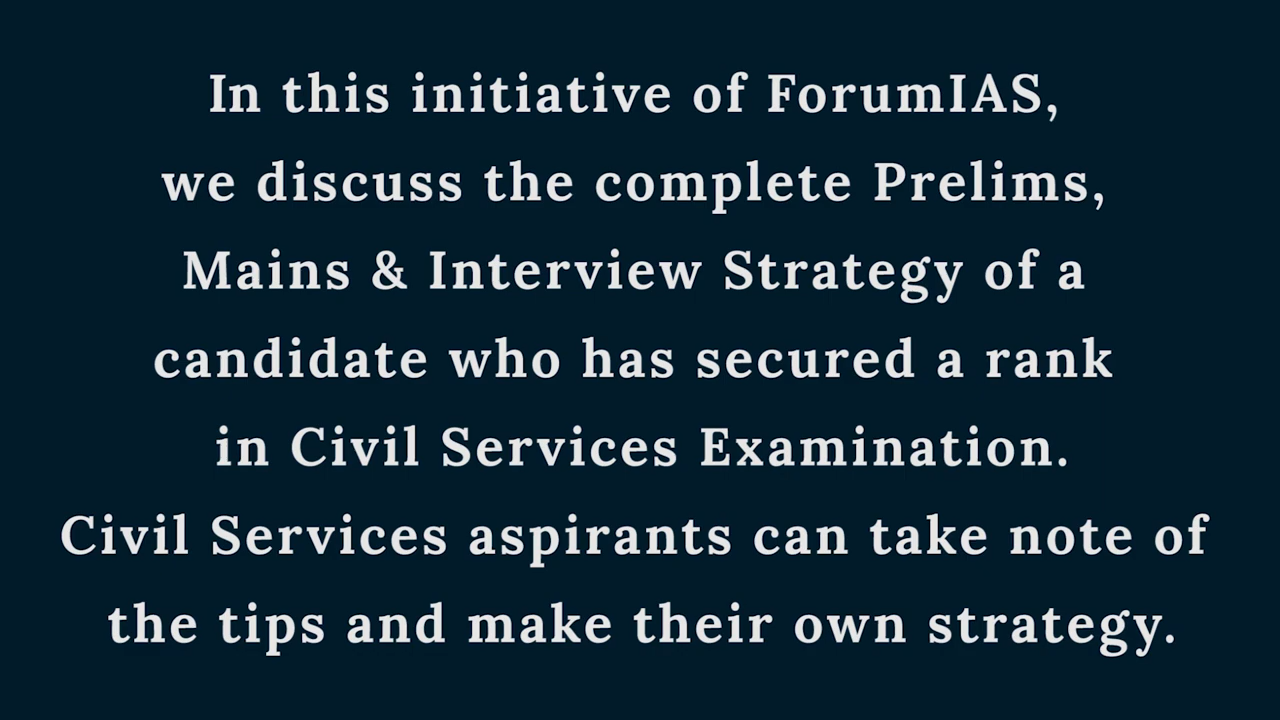 In this initiative of ForumIAS,
we discuss the complete Prelims,
Mains & Interview Strategy of a
candidate who has secured a rank
in Civil Services Examination.
Civil Services aspirants can take note of
the tips and make their own strategy.